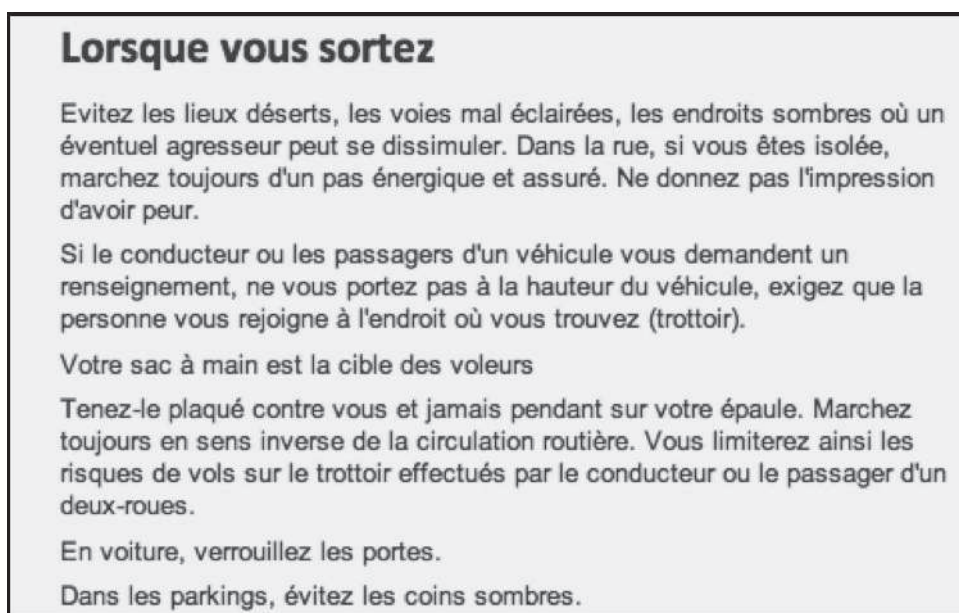 Lorsque vous sortez
Evitez les lieux déserts, les voies mal éclairées, les endroits sombres où un
éventuel agresseur peut se dissimuler. Dans la rue, si vous êtes isolée,
marchez toujours d'un pas énergique et assuré. Ne donnez pas l'impression
d'avoir peur.
Si le conducteur ou les passagers d'un véhicule vous demandent un
renseignement, ne vous portez pas à la hauteur du véhicule, exigez que la
personne vous rejoigne à l'endroit où vous trouvez (trottoir).
Votre sac à main est la cible des voleurs
Tenez-le plaqué contre vous et jamais pendant sur votre épaule. Marchez
toujours en sens inverse de la circulation routière. Vous limiterez ainsi les
risques de vols sur le trottoir effectués par le conducteur ou le passager d'un
deux-roues.
En voiture, verrouillez les portes.
Dans les parkings, évitez les coins sombres.